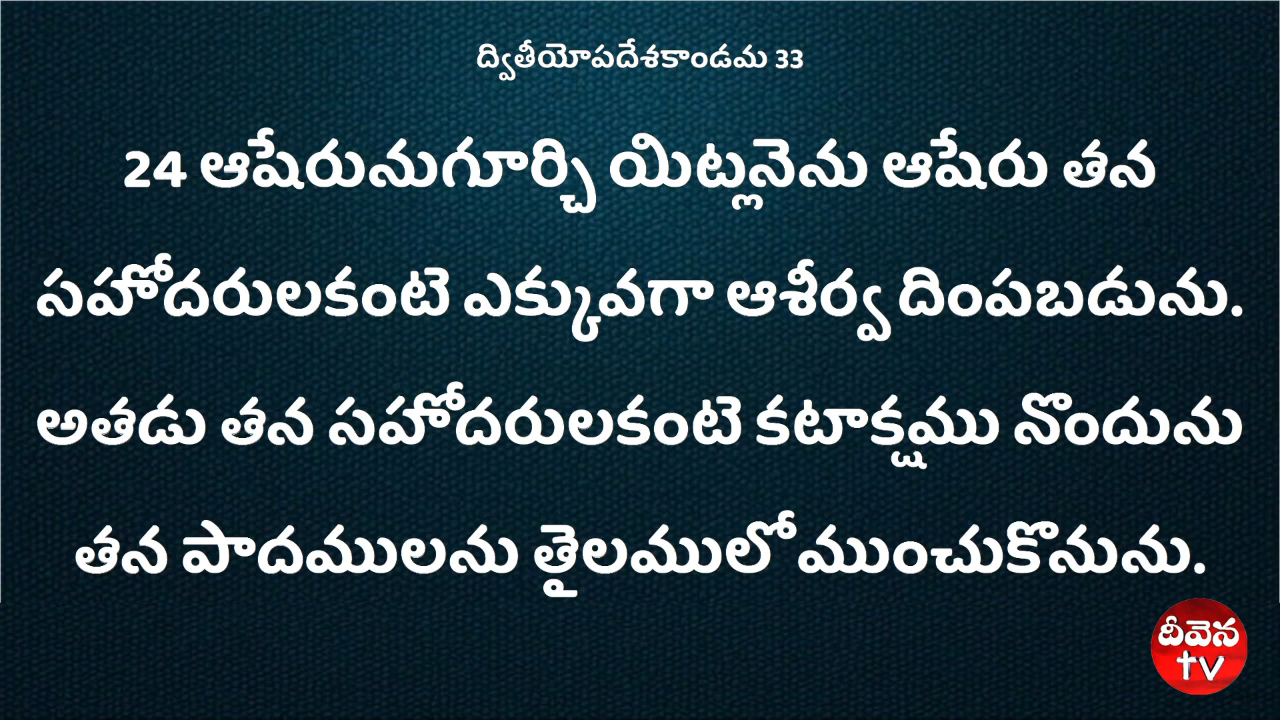 ద్వితీయోపదేశకాండమ 33
24 ఆషేరునుగూర్చి యిట్లనెను ఆషేరు తన
సహోదరులకంటె ఎక్కువగా ఆశీర్వ దింపబడును.
అతడు తన సహోదరులకంటె కటాక్షము నొందును
తన పాదములను తైలములో ముంచుకొనును.
దీవెన
tv